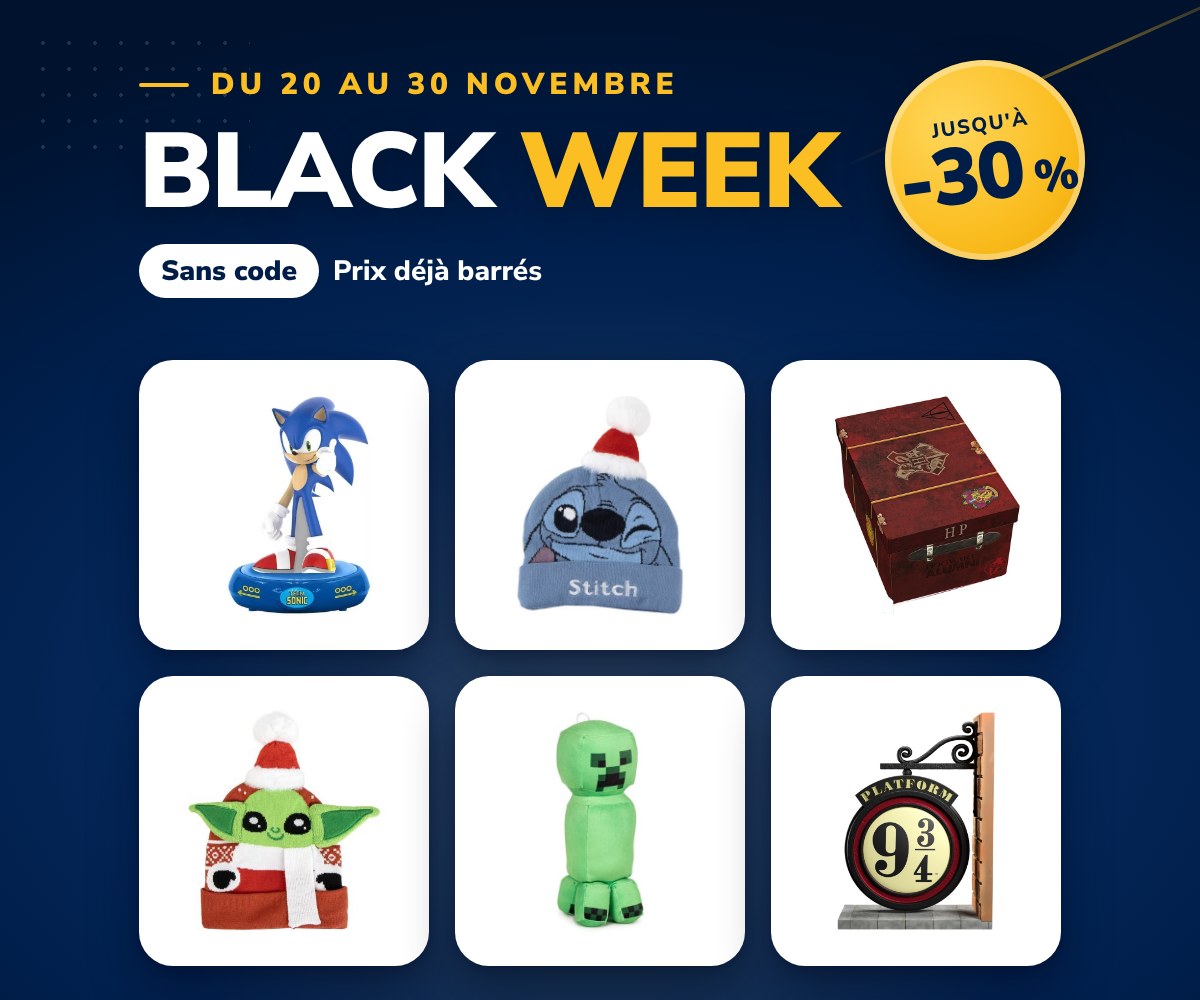 DU 20 AU 30 NOVEMBRE
BLACK WEEK
JUSQU'À
-30 %
Sans code
Prix déjà barrés
SONIC
Stitch
HP
PLATFORM
9 3/4